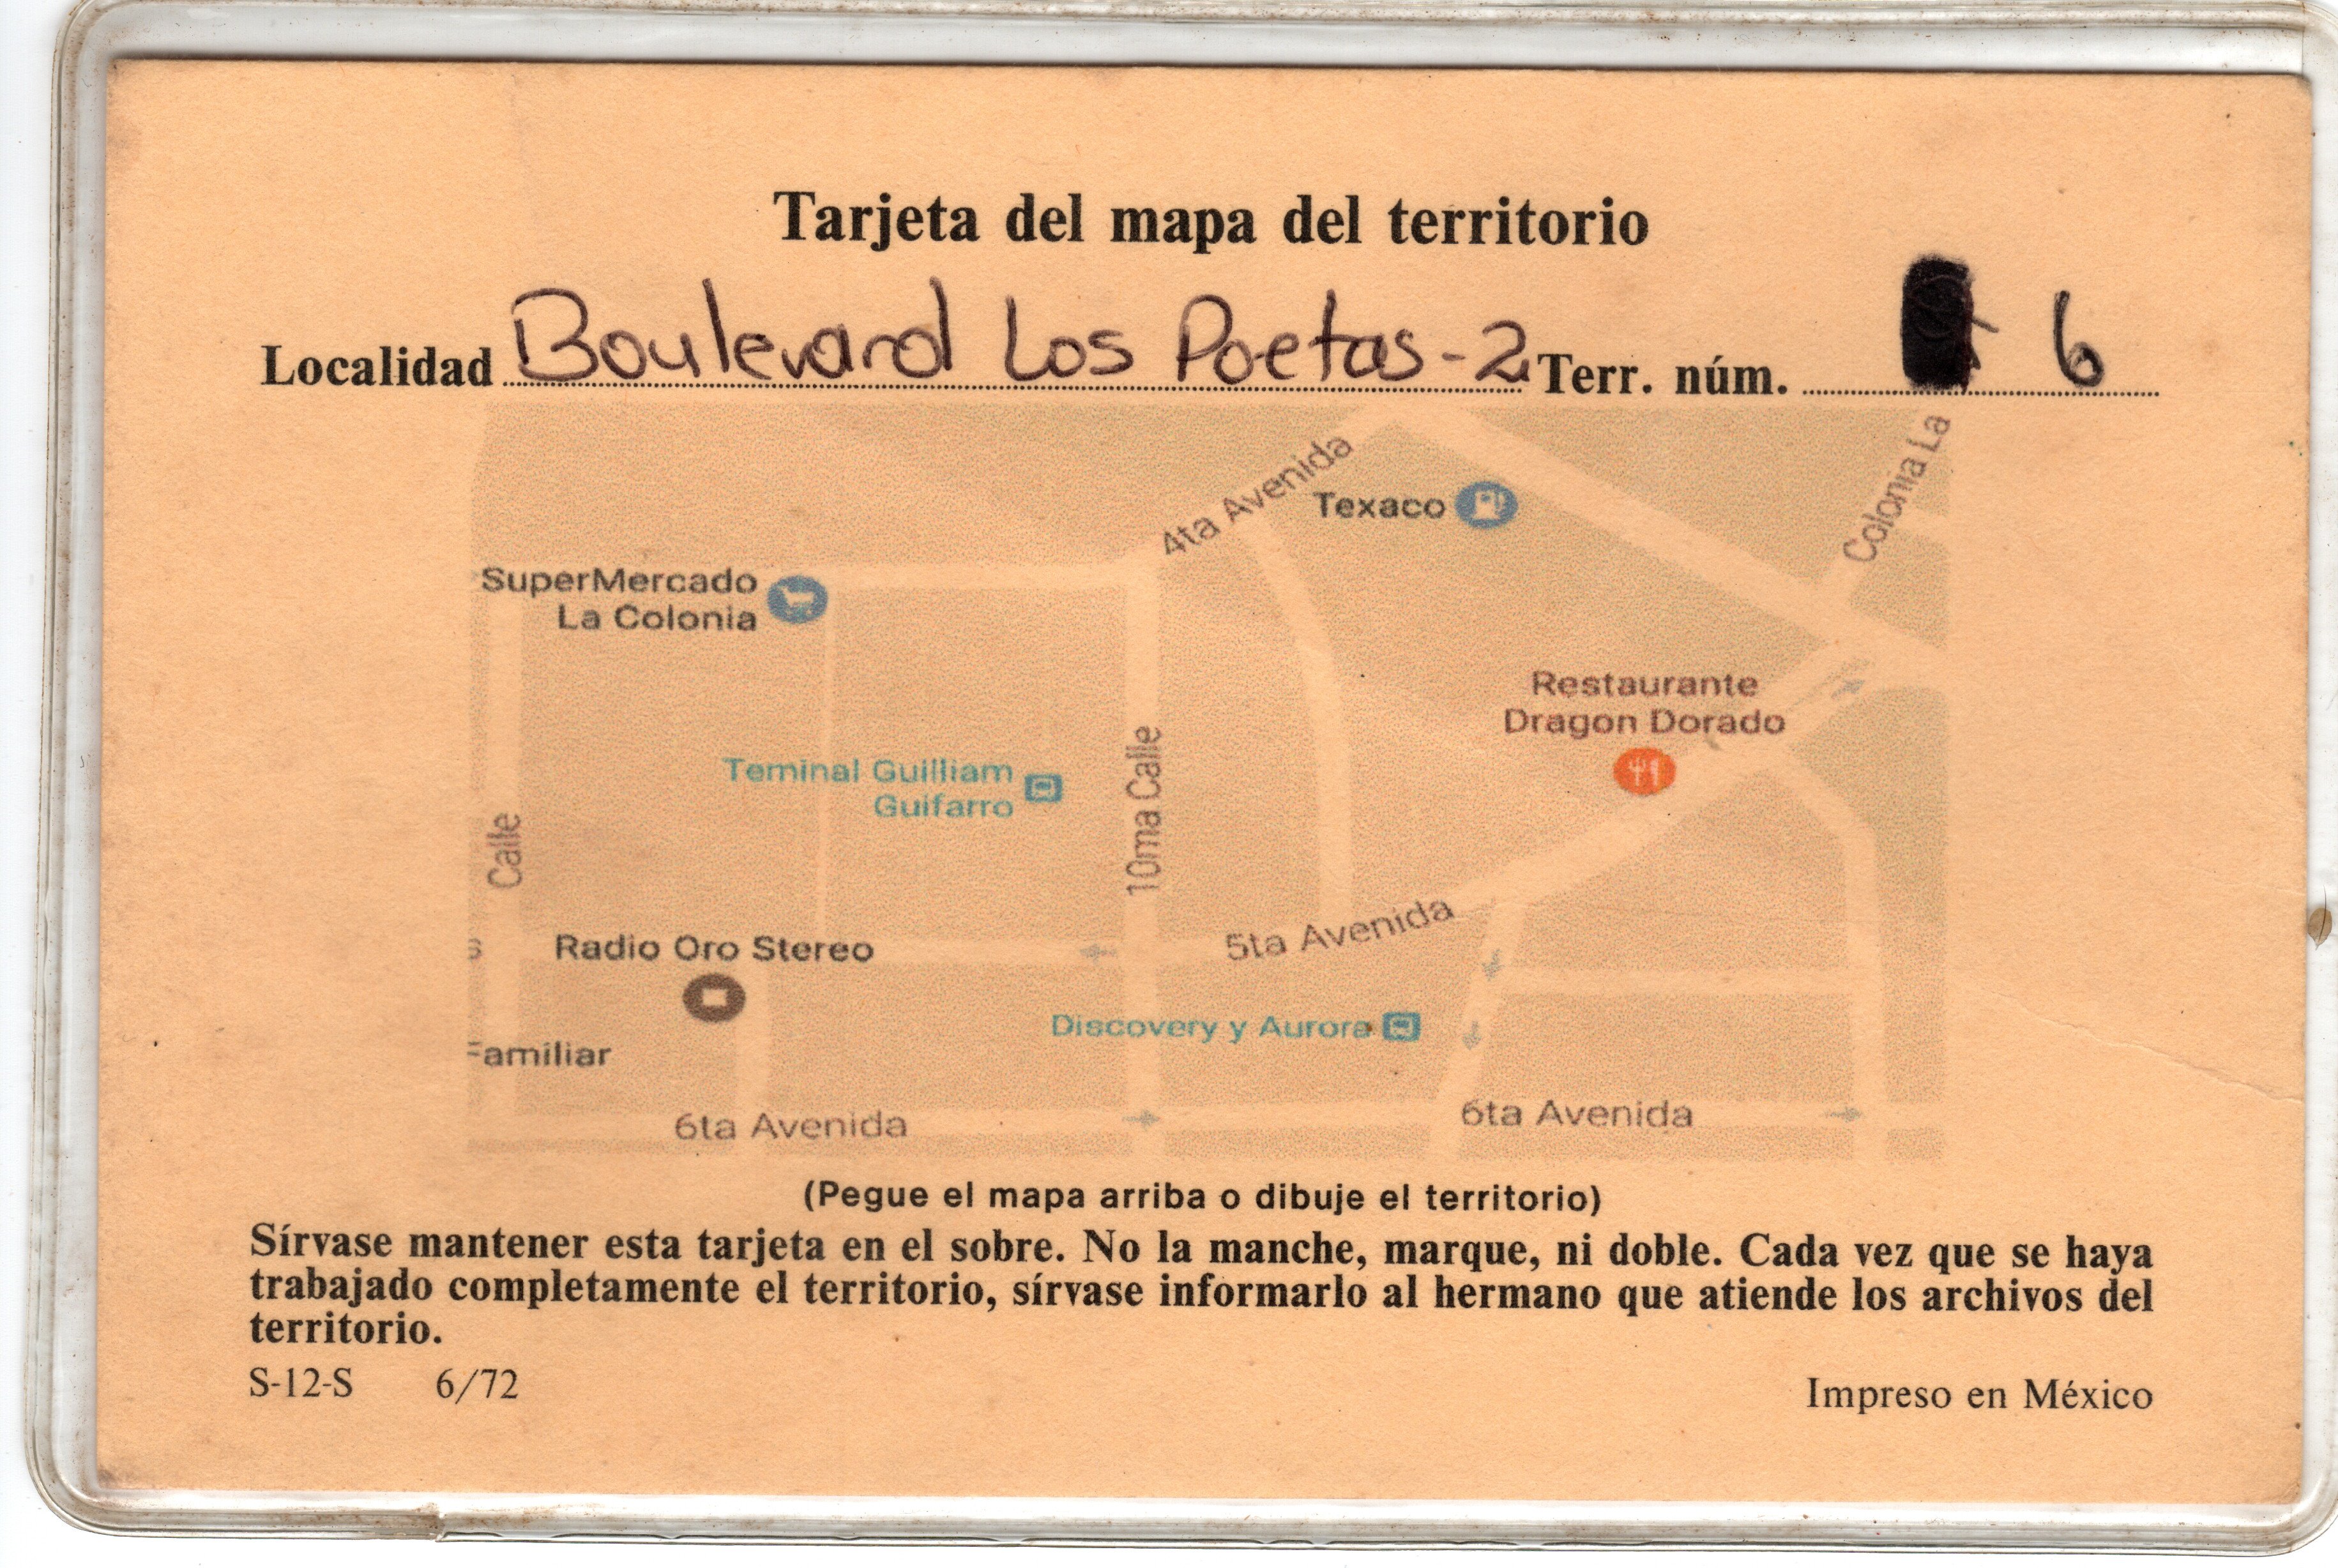 Tarjeta del mapa del territorio
Localidad Boulevard Los Poetas - 2 Terr. núm. 6
4ta Avenida
Texaco
Colonia La
SuperMercado
La Colonia
Restaurante
Dragon Dorado
Teminal Guilliam
Guifarro
10ma Calle
Calle
5ta Avenida
s
Radio Oro Stereo
Discovery y Aurora
Familiar
6ta Avenida
6ta Avenida
(Pegue el mapa arriba o dibuje el territorio)
Sírvase mantener esta tarjeta en el sobre. No la manche, marque, ni doble. Cada vez que se haya
trabajado completamente el territorio, sírvase informarlo al hermano que atiende los archivos del
territorio.
S-12-S 6/72
Impreso en México